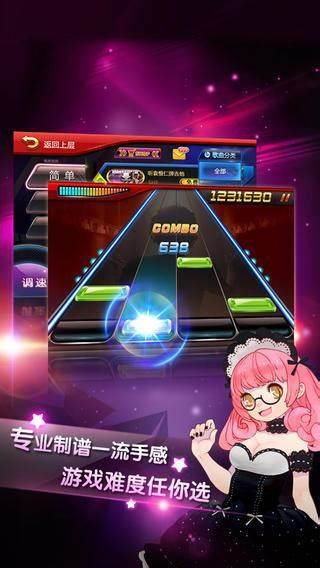 返回上层
歌曲分类
全部
简单
1231630
COMBO
638
调速
专业制谱一流手感
游戏难度任你选